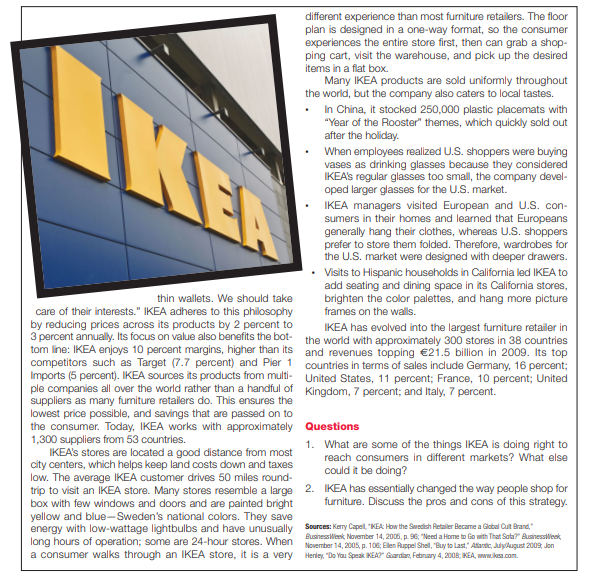 IKEA
thin wallets. We should take
care of their interests.” IKEA adheres to this philosophy
by reducing prices across its products by 2 percent to
3 percent annually. Its focus on value also benefits the bot-
tom line: IKEA enjoys 10 percent margins, higher than its
competitors such as Target (7.7 percent) and Pier 1
Imports (5 percent). IKEA sources its products from multi-
ple companies all over the world rather than a handful of
suppliers as many furniture retailers do. This ensures the
lowest price possible, and savings that are passed on to
the consumer. Today, IKEA works with approximately
1,300 suppliers from 53 countries.
IKEA’s stores are located a good distance from most
city centers, which helps keep land costs down and taxes
low. The average IKEA customer drives 50 miles round-
trip to visit an IKEA store. Many stores resemble a large
box with few windows and doors and are painted bright
yellow and blue—Sweden’s national colors. They save
energy with low-wattage lightbulbs and have unusually
long hours of operation; some are 24-hour stores. When
a consumer walks through an IKEA store, it is a very
different experience than most furniture retailers. The floor
plan is designed in a one-way format, so the consumer
experiences the entire store first, then can grab a shop-
ping cart, visit the warehouse, and pick up the desired
items in a flat box.
Many IKEA products are sold uniformly throughout
the world, but the company also caters to local tastes.
• In China, it stocked 250,000 plastic placemats with
“Year of the Rooster” themes, which quickly sold out
after the holiday.
• When employees realized U.S. shoppers were buying
vases as drinking glasses because they considered
IKEA’s regular glasses too small, the company devel-
oped larger glasses for the U.S. market.
• IKEA managers visited European and U.S. con-
sumers in their homes and learned that Europeans
generally hang their clothes, whereas U.S. shoppers
prefer to store them folded. Therefore, wardrobes for
the U.S. market were designed with deeper drawers.
• Visits to Hispanic households in California led IKEA to
add seating and dining space in its California stores,
brighten the color palettes, and hang more picture
frames on the walls.
IKEA has evolved into the largest furniture retailer in
the world with approximately 300 stores in 38 countries
and revenues topping €21.5 billion in 2009. Its top
countries in terms of sales include Germany, 16 percent;
United States, 11 percent; France, 10 percent; United
Kingdom, 7 percent; and Italy, 7 percent.
Questions
1. What are some of the things IKEA is doing right to
reach consumers in different markets? What else
could it be doing?
2. IKEA has essentially changed the way people shop for
furniture. Discuss the pros and cons of this strategy.
Sources: Kerry Capell, “IKEA: How the Swedish Retailer Became a Global Cult Brand,”
BusinessWeek, November 14, 2005, p. 96; “Need a Home to Go with That Sofa?” BusinessWeek,
November 14, 2005, p. 106; Ellen Ruppel Shell, “Buy to Last,” Atlantic, July/August 2009; Jon
Henley, “Do You Speak IKEA?” Guardian, February 4, 2008; IKEA, www.ikea.com.